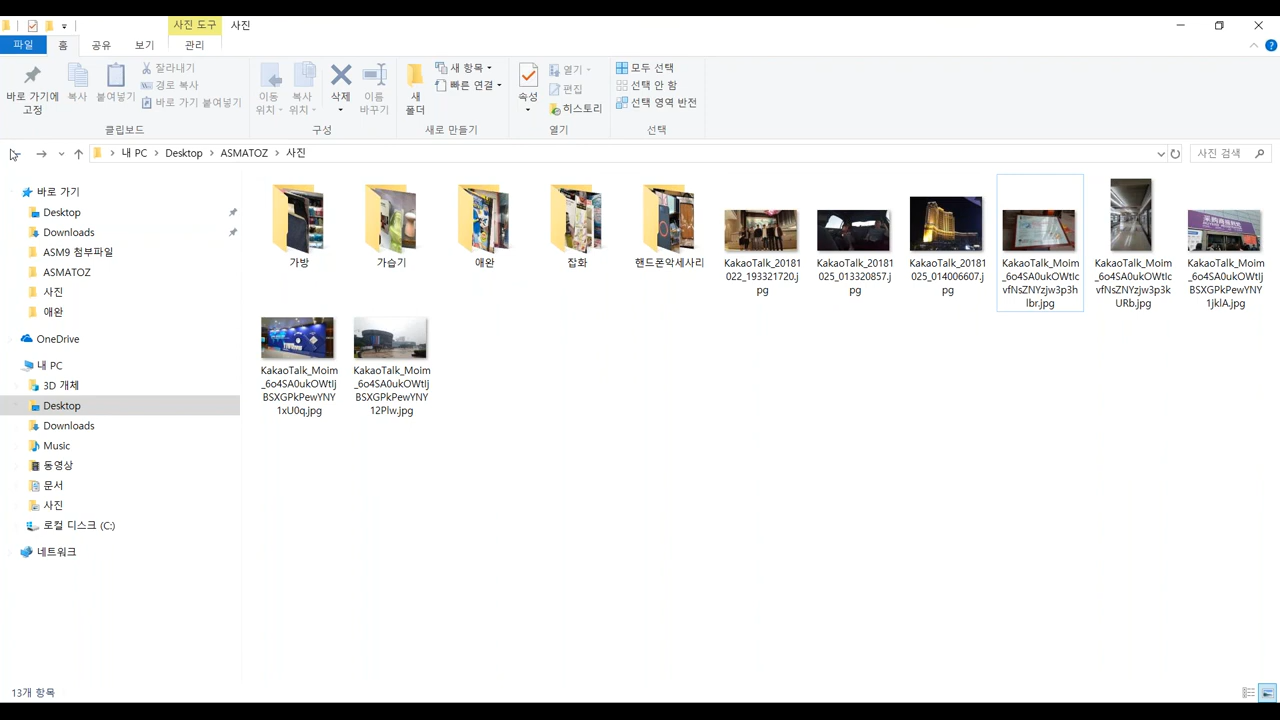 사진 도구
사진
파일
홈
공유
보기
관리
바로 가기에
고정
복사
붙여넣기
잘라내기
경로 복사
바로 가기 붙여넣기
클립보드
이동
위치
복사
위치
삭제
이름
바꾸기
구성
새
폴더
새 항목
빠른 연결
새로 만들기
속성
열기
편집
히스토리
열기
모두 선택
선택 안 함
선택 영역 반전
선택
내 PC
Desktop
ASMATOZ
사진
사진 검색
바로 가기
Desktop
Downloads
ASM9 첨부파일
ASMATOZ
사진
애완
OneDrive
내 PC
3D 개체
Desktop
Downloads
Music
동영상
문서
사진
로컬 디스크 (C:)
네트워크
가방
가습기
애완
잡화
핸드폰악세사리
KakaoTalk_20181
022_193321720.j
pg
KakaoTalk_20181
025_013320857.j
pg
KakaoTalk_20181
025_014006607.j
pg
KakaoTalk_Moim
_6o4SA0ukOWtIc
vfNsZNYzjw3p3h
lbr.jpg
KakaoTalk_Moim
_6o4SA0ukOWtIc
vfNsZNYzjw3p3k
URb.jpg
KakaoTalk_Moim
_6o4SA0ukOWtIj
BSXGPkPewYNY
1jklA.jpg
KakaoTalk_Moim
_6o4SA0ukOWtIj
BSXGPkPewYNY
1xU0q.jpg
KakaoTalk_Moim
_6o4SA0ukOWtIj
BSXGPkPewYNY
12Plw.jpg
13개 항목